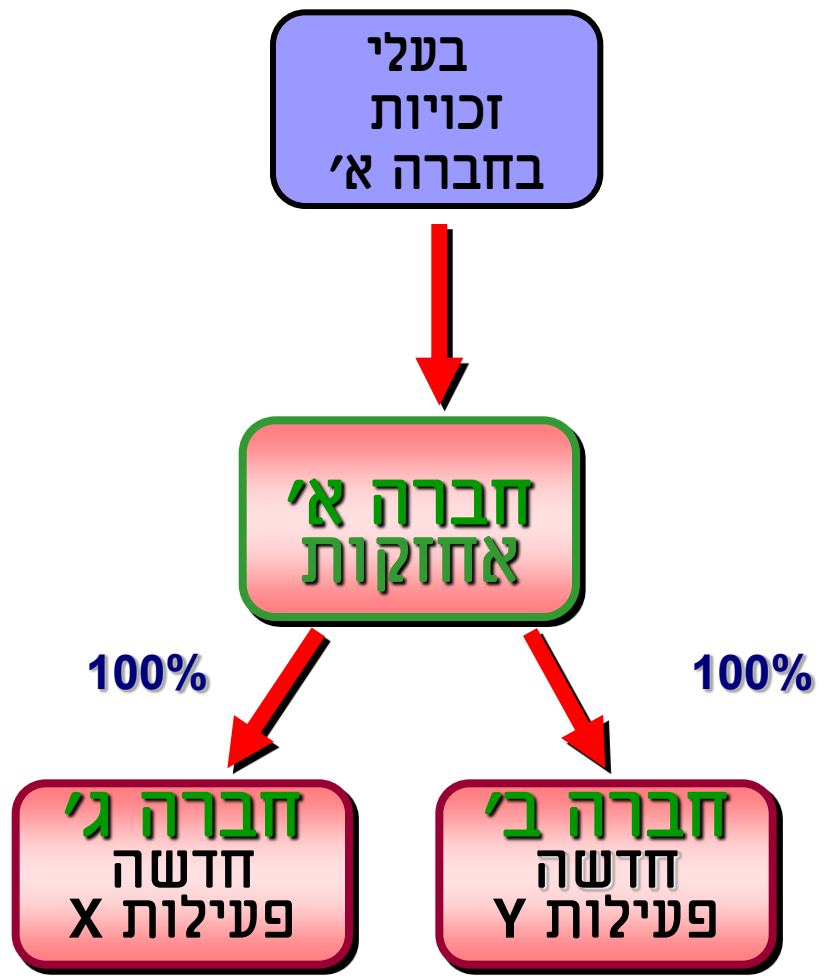 בעלי
זכויות
בחברה א׳
חברה א׳
אחזקות
100%
100%
חברה ב׳
חדשה
פעילות Y
חברה ג׳
חדשה
פעילות X